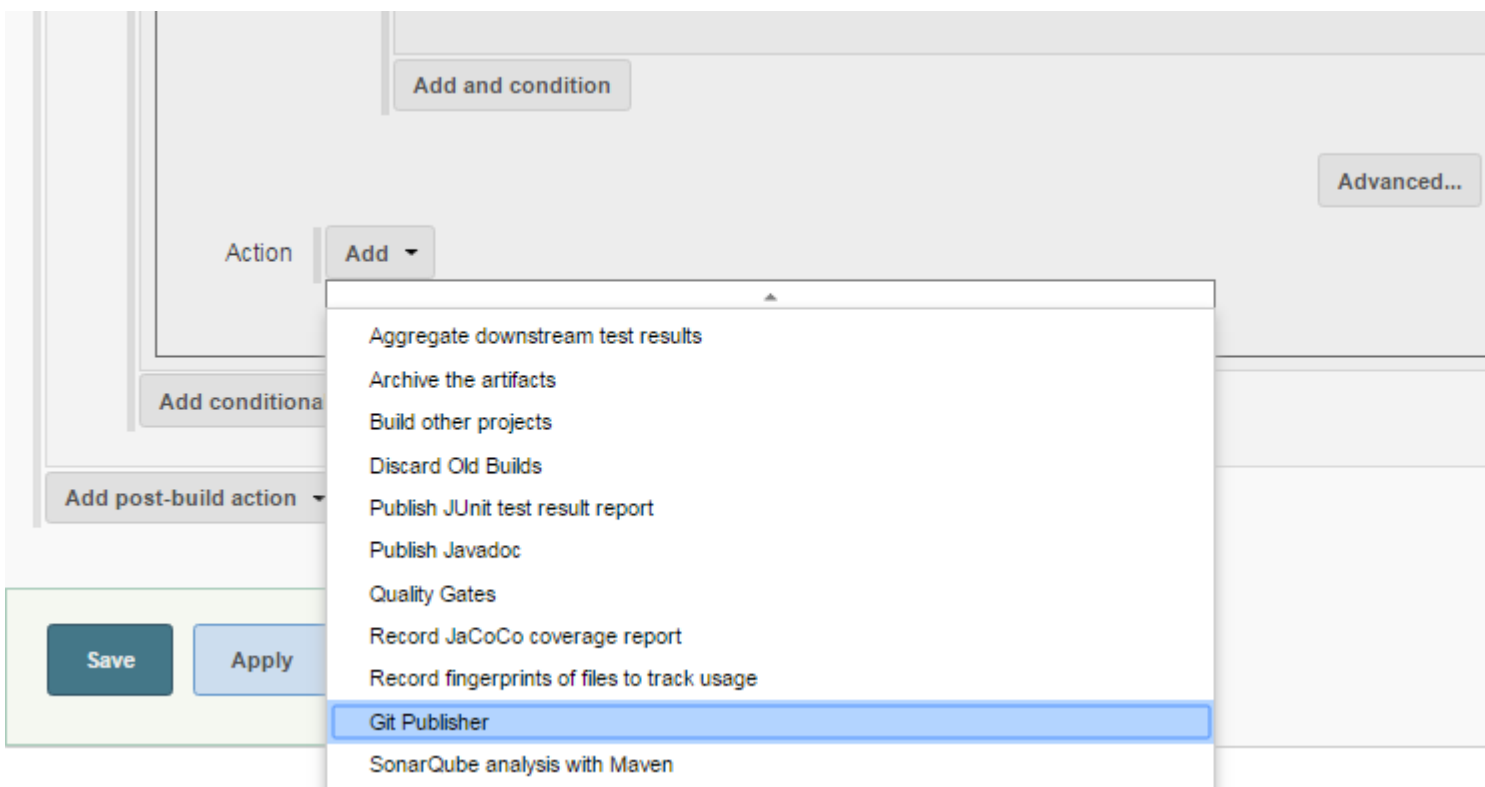 Add and condition
Advanced...
Action
Add
Aggregate downstream test results
Archive the artifacts
Add conditiona
Build other projects
Discard Old Builds
Add post-build action
Publish JUnit test result report
Publish Javadoc
Quality Gates
Record JaCoCo coverage report
Save
Apply
Record fingerprints of files to track usage
Git Publisher
SonarQube analysis with Maven